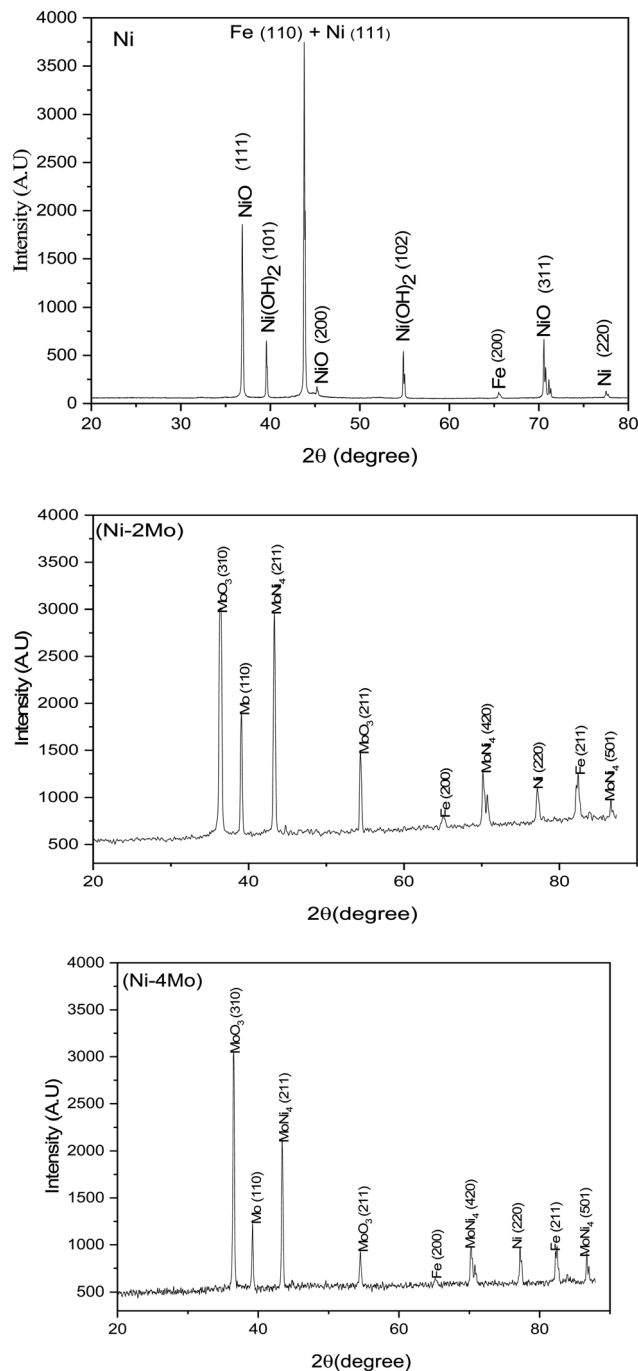 Ni
Fe (110) + Ni (111)
4000
3500
3000
2500
2000
1500
1000
500
0
Intensity (A.U)
NiO (111)
Ni(OH)2 (101)
NiO (200)
Ni(OH)2 (102)
Fe (200)
NiO (311)
Ni (220)
20 30 40 50 60 70 80
2θ (degree)
(Ni-2Mo)
4000
3500
3000
2500
2000
1500
1000
500
Intensity (A.U)
MoO3 (310)
Mo (110)
MoNi4 (211)
MoO3 (211)
Fe (200)
MoNi4 (420)
Ni (220)
Fe (211)
MoNi4 (501)
20 40 60 80
2θ(degree)
(Ni-4Mo)
4000
3500
3000
2500
2000
1500
1000
500
Intensity (A.U)
MoO3 (310)
Mo (110)
MoNi4 (211)
MoO3 (211)
Fe (200)
MoNi4 (420)
Ni (220)
Fe (211)
MoNi4 (501)
20 40 60 80
2θ(degree)